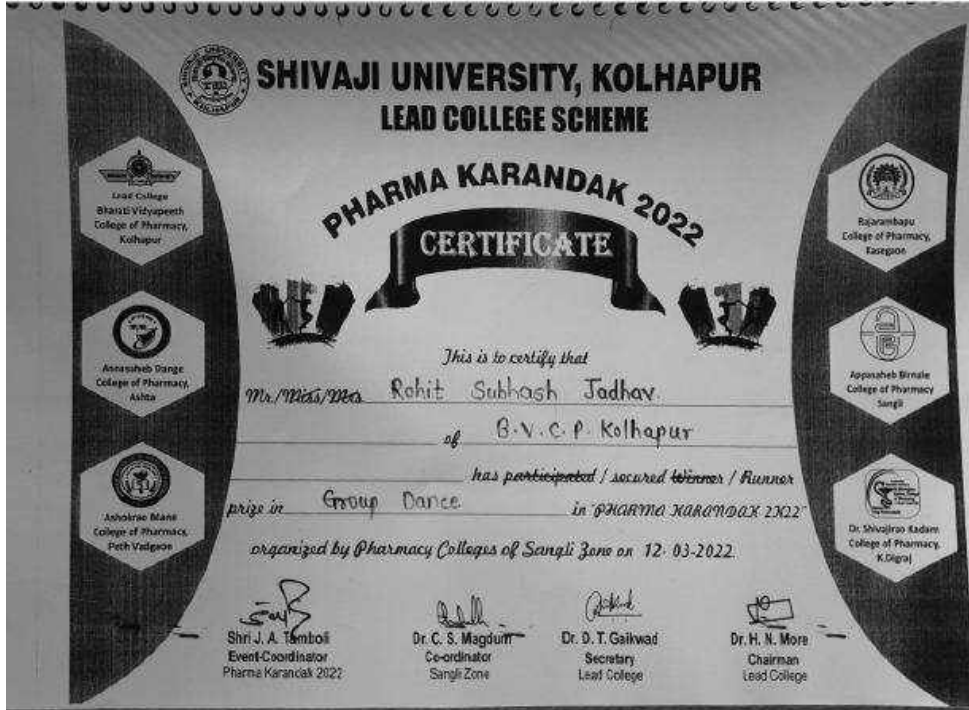 SHIVAJI UNIVERSITY, KOLHAPUR
LEAD COLLEGE SCHEME
PHARMA KARANDAK 2022
CERTIFICATE
Lead College
Bharati Vidyapeeth
College of Pharmacy,
Kolhapur
Annasaheb Dange
College of Pharmacy,
Ashta
Ashokrao Mane
College of Pharmacy,
Peth Vadgaon
Rajarambapu
College of Pharmacy,
Kasegaon
Appasaheb Birnale
College of Pharmacy
Sangli
Dr. Shivajirao Kadam
College of Pharmacy,
K.Digraj
This is to certify that
Mr./Miss/Mrs Rohit Subhash Jadhav.
of B.V.C.P. Kolhapur
has participated / secured Winner / Runner
prize in Group Dance in "PHARMA KARANDAK 2K22"
organized by Pharmacy Colleges of Sangli Zone on 12-03-2022.
Shri J. A. Tamboli
Event-Coordinator
Pharma Karandak 2022
Dr. C. S. Magdum
Co-ordinator
Sangli Zone
Dr. D. T. Gaikwad
Secretary
Lead College
Dr. H. N. More
Chairman
Lead College